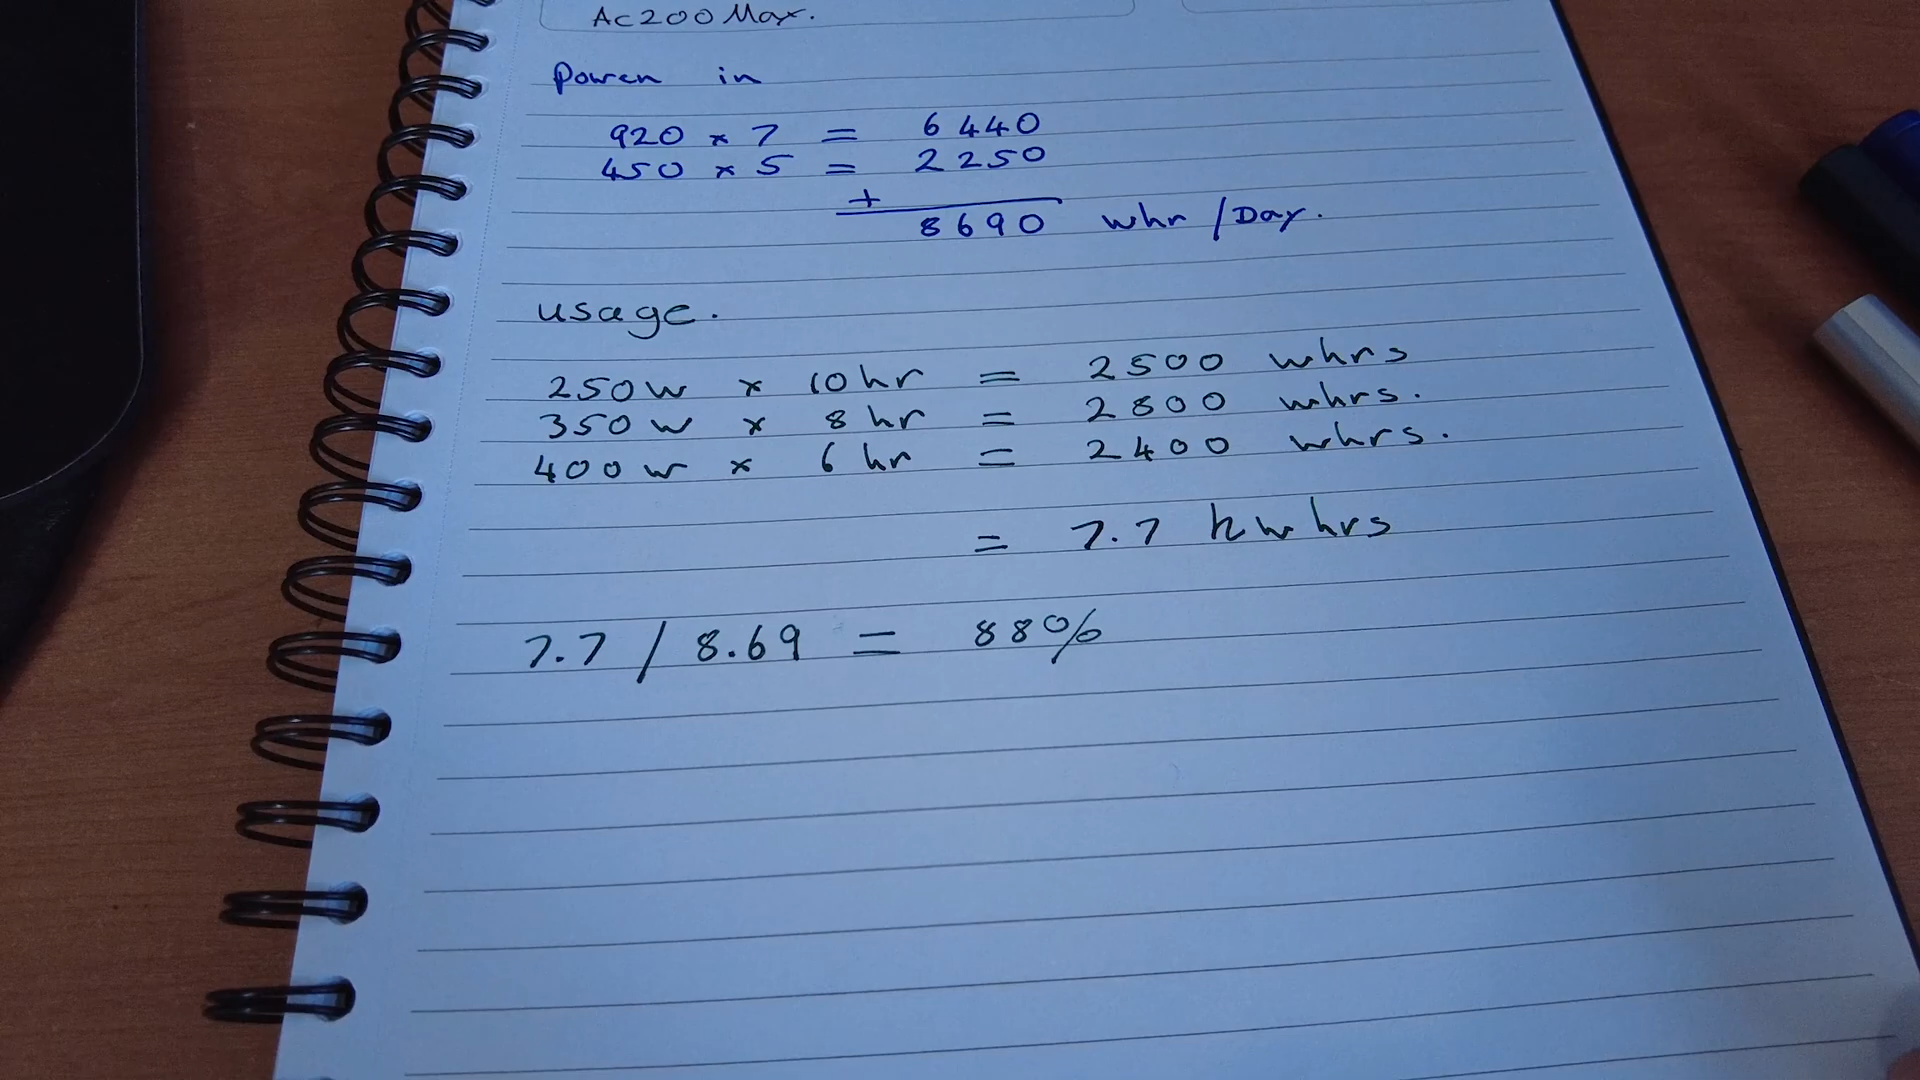 AC200 Max.
Power in
920 × 7 = 6440
450 × 5 = 2250
+
8690 whr / Day.
usage.
250w × 10hr = 2500 whrs
350w × 8hr = 2800 whrs.
400w × 6hr = 2400 whrs.
= 7.7 kwhrs
7.7 / 8.69 = 88%